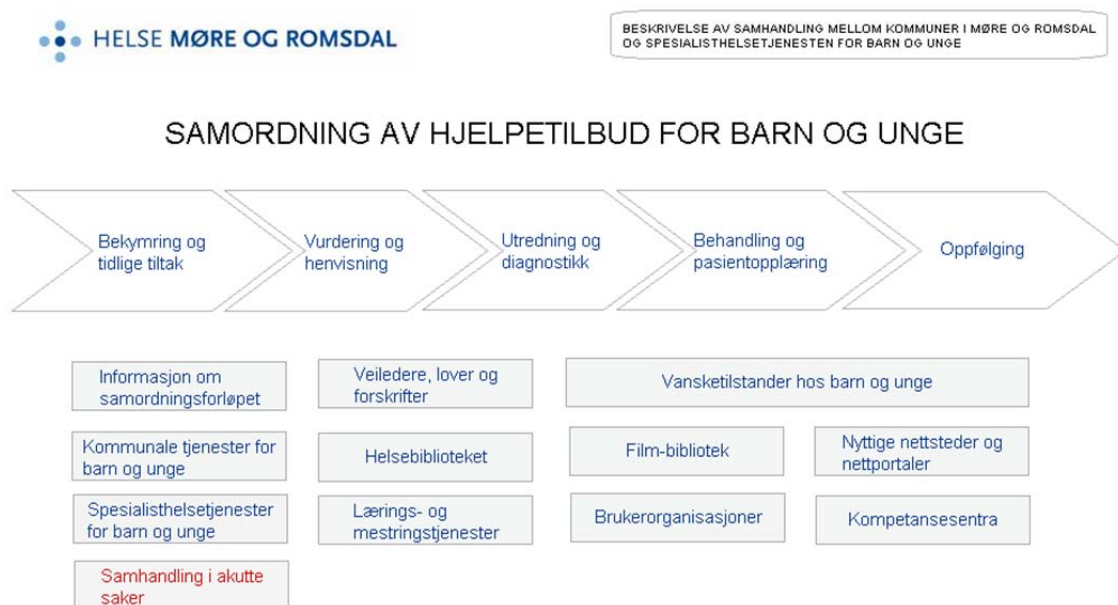 HELSE MØRE OG ROMSDAL
BESKRIVELSE AV SAMHANDLING MELLOM KOMMUNER I MØRE OG ROMSDAL
OG SPESIALISTHELSETJENESTEN FOR BARN OG UNGE
SAMORDNING AV HJELPETILBUD FOR BARN OG UNGE
Bekymring og
tidlige tiltak
Vurdering og
henvisning
Utredning og
diagnostikk
Behandling og
pasientopplæring
Oppfølging
Informasjon om
samordningsforløpet
Veiledere, lover og
forskrifter
Vansketilstander hos barn og unge
Kommunale tjenester for
barn og unge
Helsebiblioteket
Film-bibliotek
Nyttige nettsteder og
nettportaler
Spesialisthelsetjenester
for barn og unge
Lærings- og
mestringstjenester
Brukerorganisasjoner
Kompetansesentra
Samhandling i akutte
saker